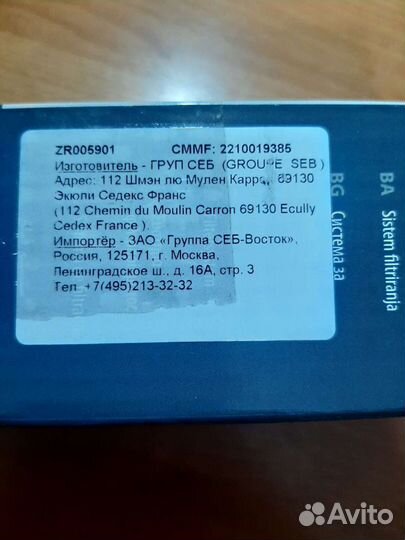 ZR005901 CMMF: 2210019385
Изготовитель - ГРУП СЕБ (GROUPE SEB)
Адрес: 112 Шмэн лю Мулен 69130
Экюли Седекс Франс
(112 Chemin du Moulin Carron 69130 Ecully
Cedex France ).
Импортёр - ЗАО «Группа СЕБ-Восток»,
Россия, 125171, г. Москва,
Ленинградское ш., д. 16А, стр. 3
Тел. +7(495)213-32-32
BA Sistem filtriranja
BG Система за
Avito